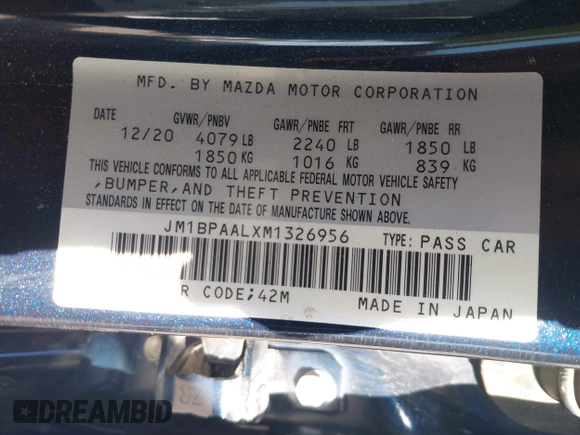 MFD. BY MAZDA MOTOR CORPORATION
DATE GVWR/PNBV GAWR/PNBE FRT GAWR/PNBE RR
12/20 4079 LB 2240 LB 1850 LB
1850 KG 1016 KG 839 KG
THIS VEHICLE CONFORMS TO ALL APPLICABLE FEDERAL MOTOR VEHICLE SAFETY
,BUMPER,AND THEFT PREVENTION
STANDARDS IN EFFECT ON THE DATE OF MANUFACTURE SHOWN ABOVE.
JM1BPAALXM1326956 TYPE: PASS CAR
R CODE;42M MADE IN JAPAN
DREAMBID